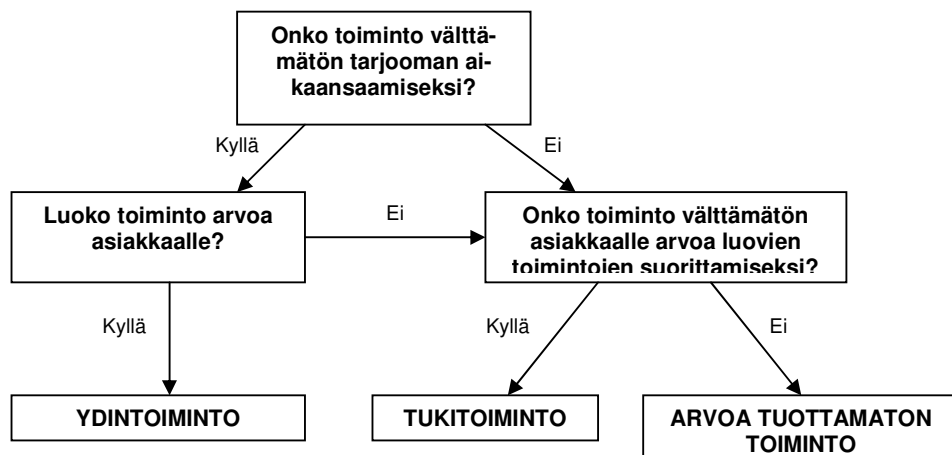 Onko toiminto välttä-
mätön tarjooman ai-
kaansaamiseksi?
Kyllä
Ei
Luoko toiminto arvoa
asiakkaalle?
Ei
Onko toiminto välttämätön
asiakkaalle arvoa luovien
toimintojen suorittamiseksi?
Kyllä
Kyllä
Ei
YDINTOIMINTO
TUKITOIMINTO
ARVOA TUOTTAMATON
TOIMINTO